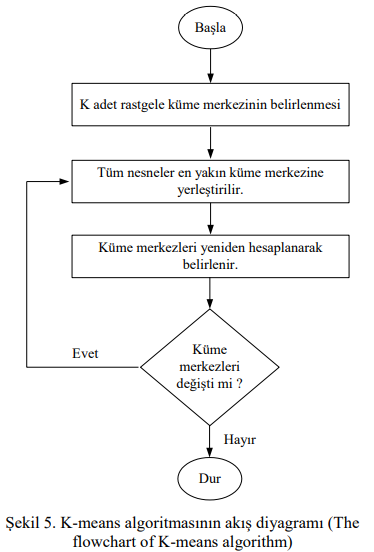 Başla
K adet rastgele küme merkezinin belirlenmesi
Tüm nesneler en yakın küme merkezine
yerleştirilir.
Küme merkezleri yeniden hesaplanarak
belirlenir.
Evet
Küme
merkezleri
değişti mi ?
Hayır
Dur
Şekil 5. K-means algoritmasının akış diyagramı (The
flowchart of K-means algorithm)